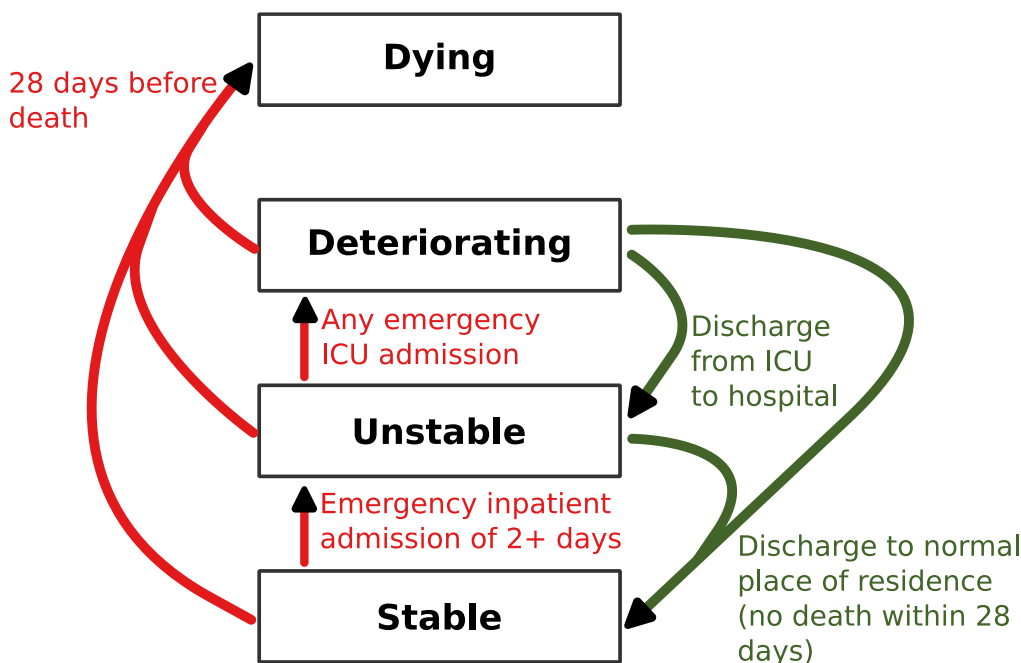 Dying
28 days before
death
Deteriorating
Any emergency
ICU admission
Discharge
from ICU
to hospital
Unstable
Emergency inpatient
admission of 2+ days
Discharge to normal
place of residence
(no death within 28
days)
Stable